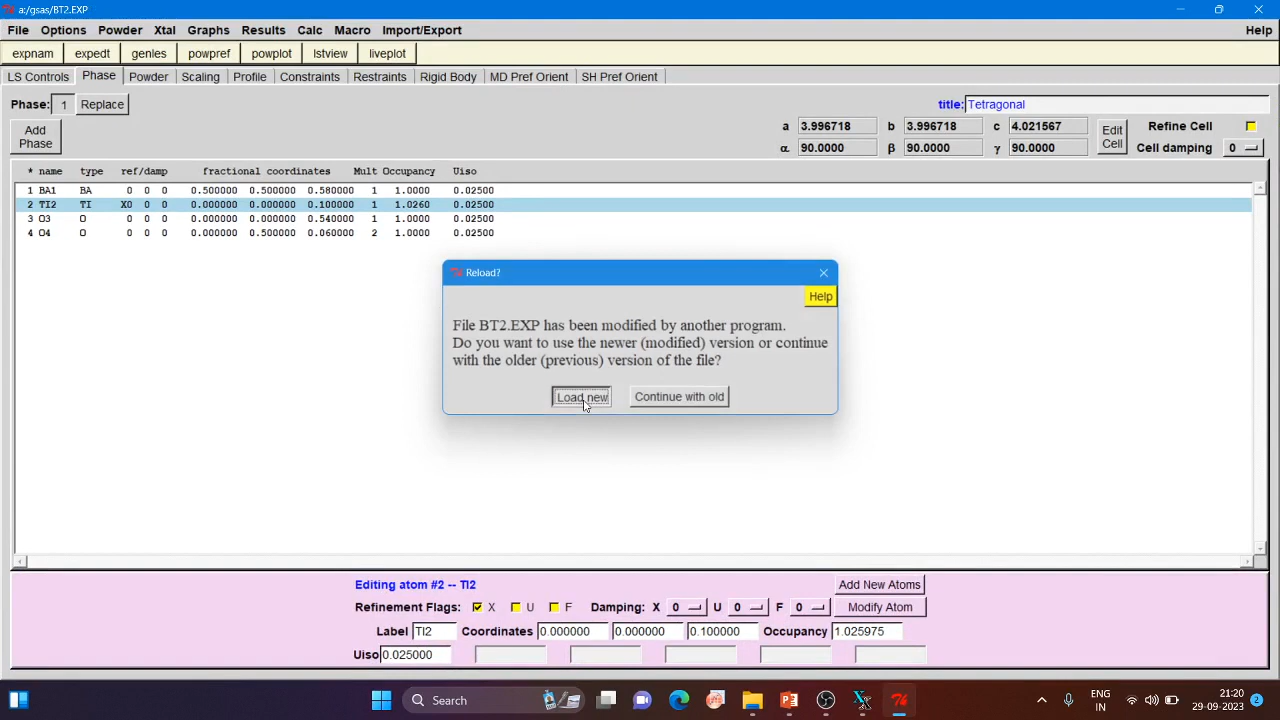 a:/gsas/BT2.EXP
File Options Powder Xtal Graphs Results Calc Macro Import/Export Help
expnam expedt genles powpref powplot lstview liveplot
LS Controls Phase Powder Scaling Profile Constraints Restraints Rigid Body MD Pref Orient SH Pref Orient
Phase: 1 Replace title: Tetragonal
Add Phase
a 3.996718 b 3.996718 c 4.021567 Edit Cell Refine Cell
α 90.0000 β 90.0000 γ 90.0000 Cell damping 0
* name type ref/damp fractional coordinates Mult Occupancy Uiso
1 BA1 BA 0 0 0 0.500000 0.500000 0.580000 1 1.0000 0.02500
2 TI2 TI X0 0 0 0.000000 0.000000 0.100000 1 1.0260 0.02500
3 O3 O 0 0 0 0.000000 0.000000 0.540000 1 1.0000 0.02500
4 O4 O 0 0 0 0.000000 0.500000 0.060000 2 1.0000 0.02500
Reload?
Help
File BT2.EXP has been modified by another program.
Do you want to use the newer (modified) version or continue
with the older (previous) version of the file?
Load new Continue with old
Editing atom #2 -- TI2 Add New Atoms
Refinement Flags: X U F Damping: X 0 U 0 F 0 Modify Atom
Label TI2 Coordinates 0.000000 0.000000 0.100000 Occupancy 1.025975
Uiso 0.025000
Search
ENG
IN
21:20
29-09-2023
2